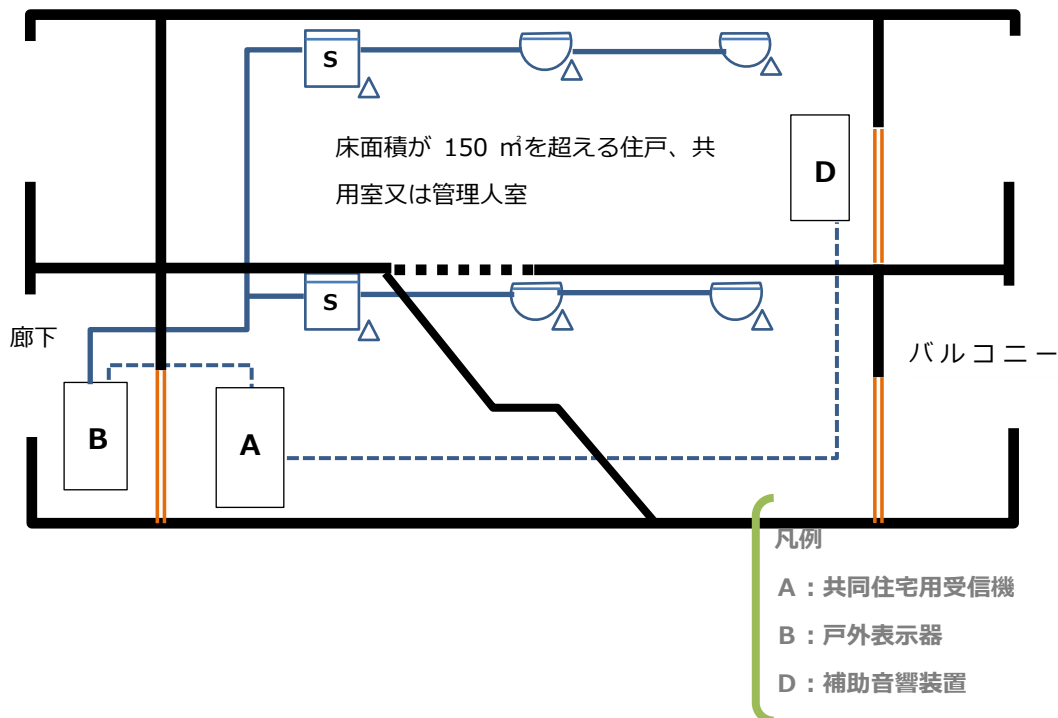 S
床面積が 150 ㎡を超える住戸、共
用室又は管理人室
D
S
廊下
バルコニー
B
A
凡例
A：共同住宅用受信機
B：戸外表示器
D：補助音響装置